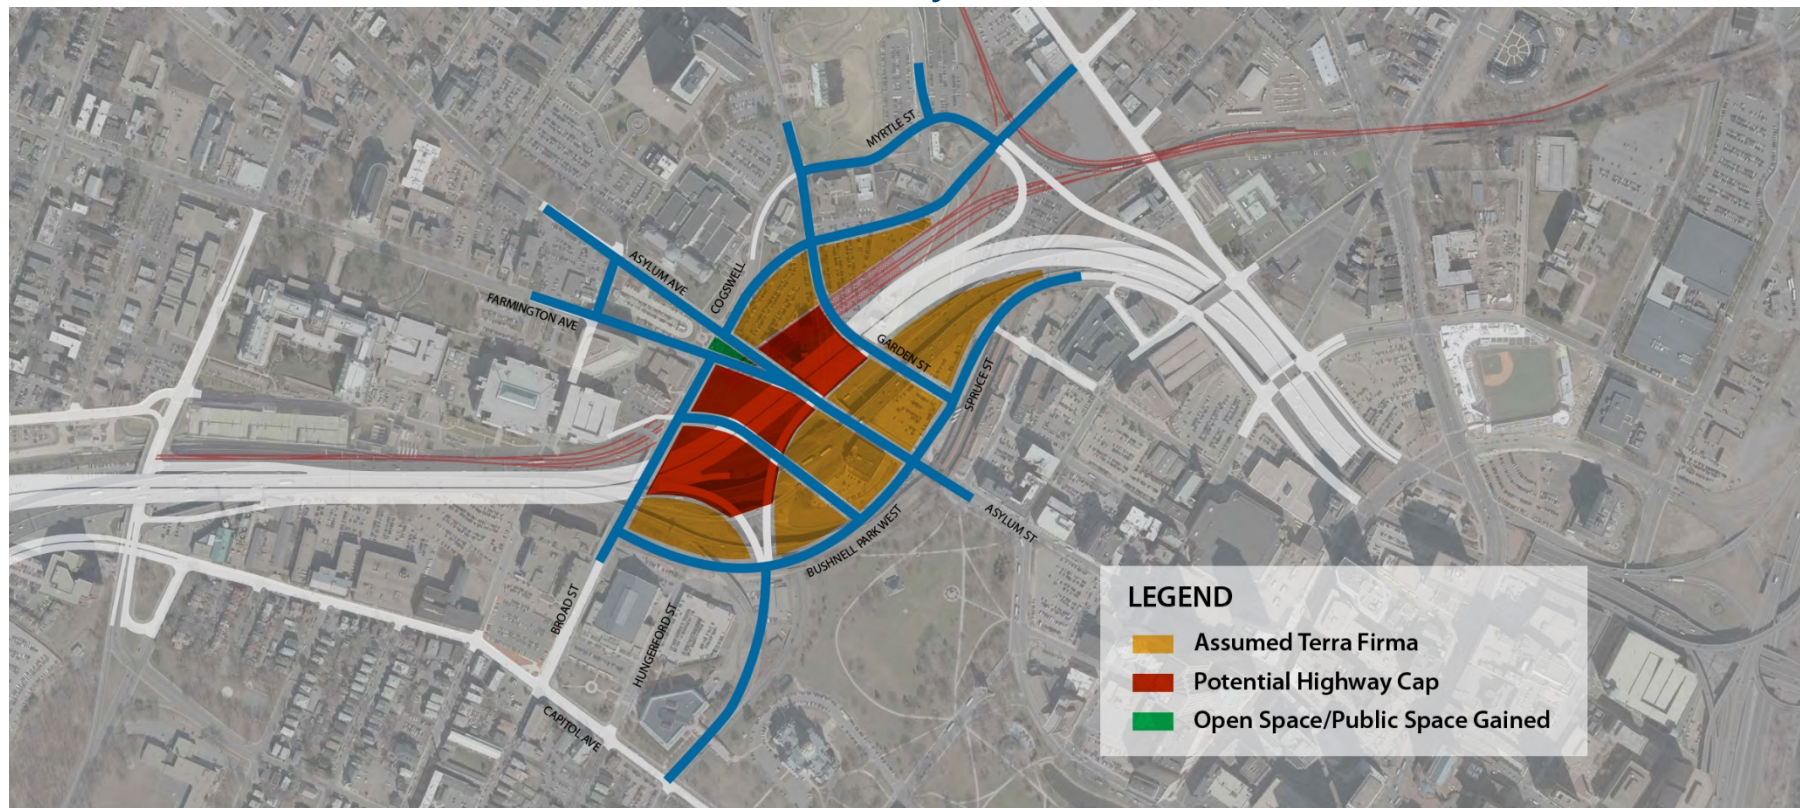 MYRTLE ST
ASYLUM AVE
COGSWELL
FARMINGTON AVE
GARDEN ST
SPRUCE ST
ASYLUM ST
BUSHNELL PARK WEST
BROAD ST
HUNGERFORD ST
CAPITOL AVE
LEGEND
Assumed Terra Firma
Potential Highway Cap
Open Space/Public Space Gained